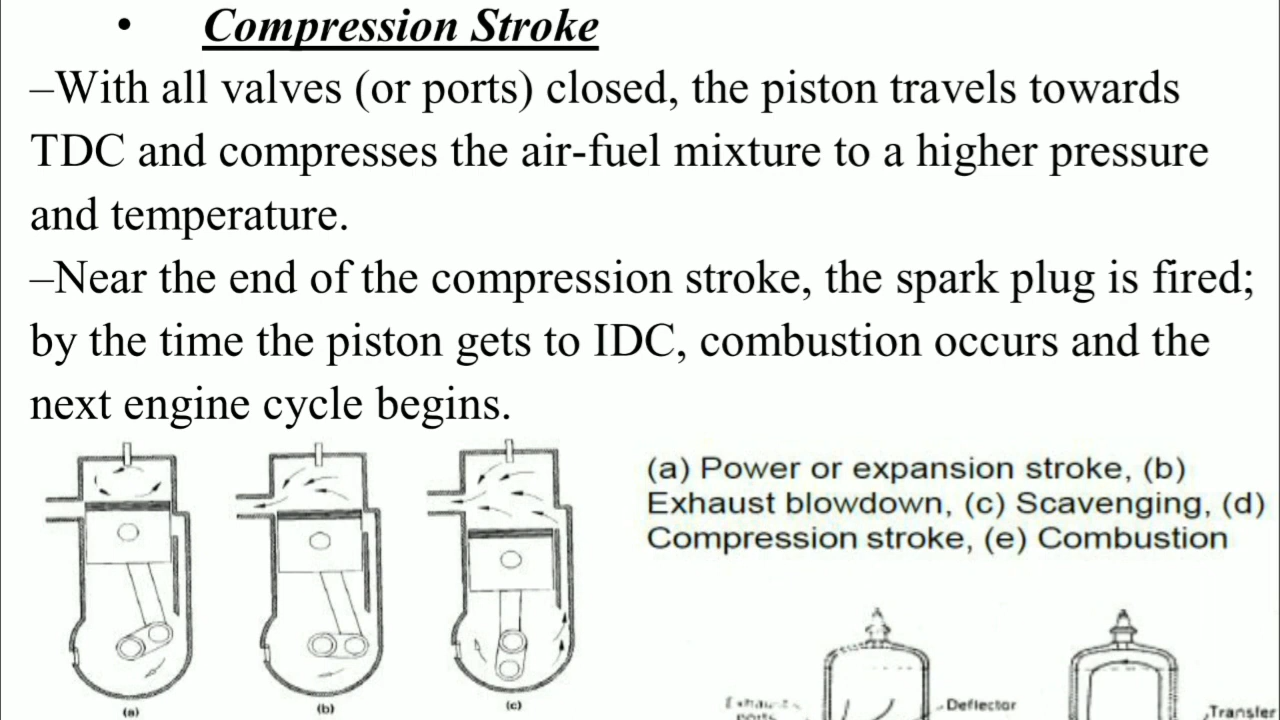 • Compression Stroke
–With all valves (or ports) closed, the piston travels towards
TDC and compresses the air-fuel mixture to a higher pressure
and temperature.
–Near the end of the compression stroke, the spark plug is fired;
by the time the piston gets to IDC, combustion occurs and the
next engine cycle begins.
(a) Power or expansion stroke, (b)
Exhaust blowdown, (c) Scavenging, (d)
Compression stroke, (e) Combustion
(a)
(b)
(c)
Exhaust
ports
Deflector
Transfer